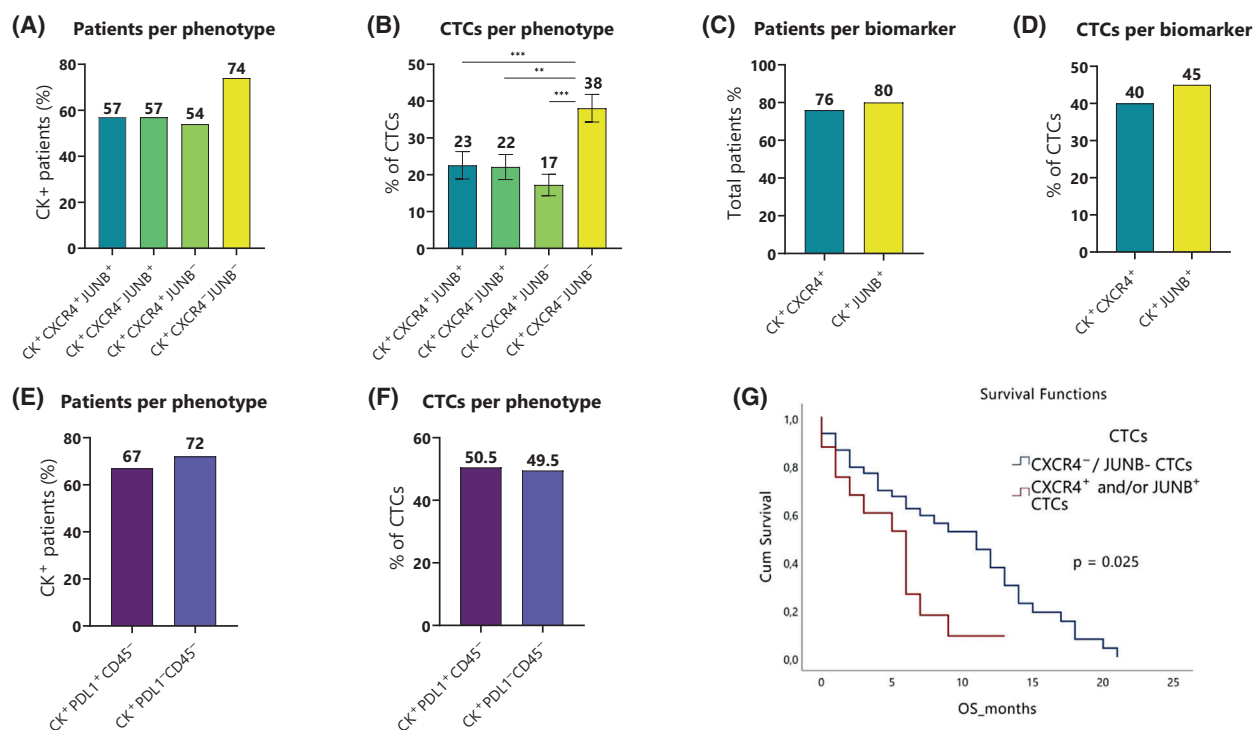 (A) Patients per phenotype
CK+ patients (%)
80
60
40
20
0
57
57
54
74
CK⁺CXCR4⁺JUNB⁺
CK⁺CXCR4⁻JUNB⁺
CK⁺CXCR4⁺JUNB⁻
CK⁺CXCR4⁻JUNB⁻
(B) CTCs per phenotype
% of CTCs
50
40
30
20
10
0
***
**
***
23
22
17
38
CK⁺CXCR4⁺JUNB⁺
CK⁺CXCR4⁻JUNB⁺
CK⁺CXCR4⁺JUNB⁻
CK⁺CXCR4⁻JUNB⁻
(C) Patients per biomarker
Total patients %
100
80
60
40
20
0
76
80
CK⁺CXCR4⁺
CK⁺JUNB⁺
(D) CTCs per biomarker
% of CTCs
50
40
30
20
10
0
40
45
CK⁺CXCR4⁺
CK⁺JUNB⁺
(E) Patients per phenotype
CK⁺ patients (%)
80
60
40
20
0
67
72
CK⁺PDL1⁺CD45⁻
CK⁺PDL1⁻CD45⁻
(F) CTCs per phenotype
% of CTCs
60
40
20
0
50.5
49.5
CK⁺PDL1⁺CD45⁻
CK⁺PDL1⁻CD45⁻
(G)
Survival Functions
Cum Survival
1,0
0,8
0,6
0,4
0,2
0,0
CTCs
CXCR4⁻/ JUNB- CTCs
CXCR4⁺ and/or JUNB⁺
CTCs
p = 0.025
0 5 10 15 20 25
OS_months